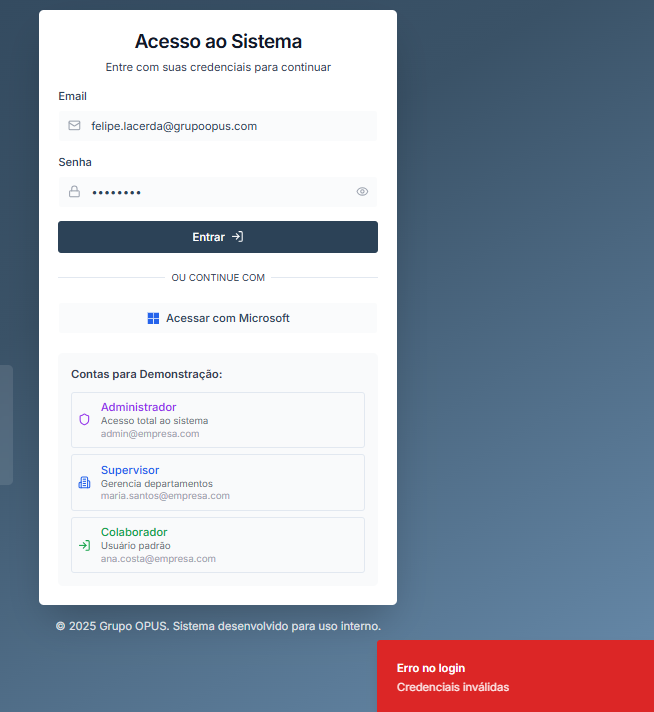 Acesso ao Sistema
Entre com suas credenciais para continuar
Email
felipe.lacerda@grupoopus.com
Senha
••••••••
Entrar
OU CONTINUE COM
Acessar com Microsoft
Contas para Demonstração:
Administrador
Acesso total ao sistema
admin@empresa.com
Supervisor
Gerencia departamentos
maria.santos@empresa.com
Colaborador
Usuário padrão
ana.costa@empresa.com
© 2025 Grupo OPUS. Sistema desenvolvido para uso interno.
Erro no login
Credenciais inválidas